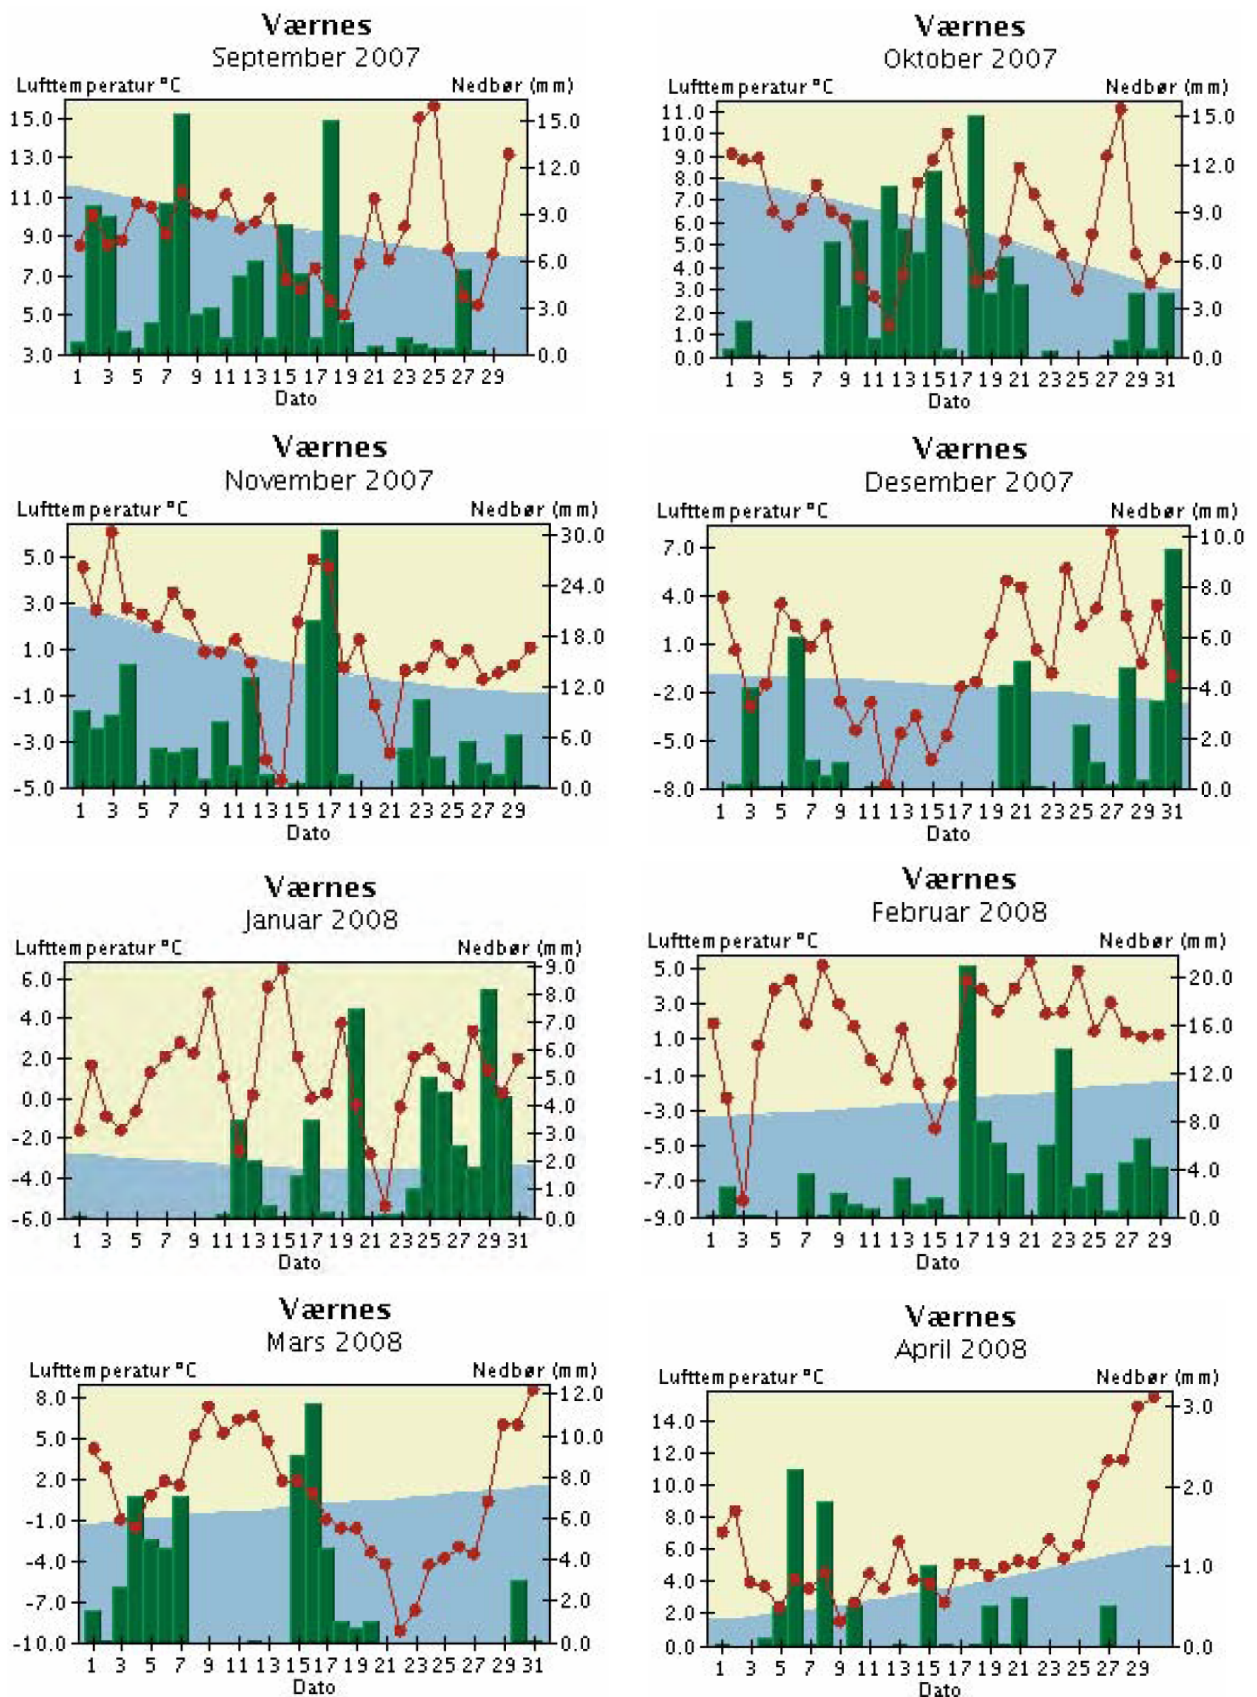 Værnes
September 2007
Lufttemperatur °C Nedbør (mm)
15.0 15.0
13.0 12.0
11.0 9.0
9.0 6.0
7.0 3.0
5.0 0.0
3.0
1 3 5 7 9 11 13 15 17 19 21 23 25 27 29
Dato
Værnes
Oktober 2007
Lufttemperatur °C Nedbør (mm)
11.0 15.0
10.0 12.0
9.0 9.0
8.0 6.0
7.0 3.0
6.0 0.0
5.0
4.0
3.0
2.0
1.0
0.0
1 3 5 7 9 11 13 15 17 19 21 23 25 27 29 31
Dato
Værnes
November 2007
Lufttemperatur °C Nedbør (mm)
5.0 30.0
3.0 24.0
1.0 18.0
-1.0 12.0
-3.0 6.0
-5.0 0.0
1 3 5 7 9 11 13 15 17 19 21 23 25 27 29
Dato
Værnes
Desember 2007
Lufttemperatur °C Nedbør (mm)
7.0 10.0
4.0 8.0
1.0 6.0
-2.0 4.0
-5.0 2.0
-8.0 0.0
1 3 5 7 9 11 13 15 17 19 21 23 25 27 29 31
Dato
Værnes
Januar 2008
Lufttemperatur °C Nedbør (mm)
6.0 9.0
4.0 8.0
2.0 7.0
0.0 6.0
-2.0 5.0
-4.0 4.0
-6.0 3.0
2.0
1.0
0.0
1 3 5 7 9 11 13 15 17 19 21 23 25 27 29 31
Dato
Værnes
Februar 2008
Lufttemperatur °C Nedbør (mm)
5.0 20.0
3.0 16.0
1.0 12.0
-1.0 8.0
-3.0 4.0
-5.0 0.0
-7.0
-9.0
1 3 5 7 9 11 13 15 17 19 21 23 25 27 29
Dato
Værnes
Mars 2008
Lufttemperatur °C Nedbør (mm)
8.0 12.0
5.0 10.0
2.0 8.0
-1.0 6.0
-4.0 4.0
-7.0 2.0
-10.0 0.0
1 3 5 7 9 11 13 15 17 19 21 23 25 27 29 31
Dato
Værnes
April 2008
Lufttemperatur °C Nedbør (mm)
14.0 3.0
12.0 2.0
10.0 1.0
8.0 0.0
6.0
4.0
2.0
0.0
1 3 5 7 9 11 13 15 17 19 21 23 25 27 29
Dato